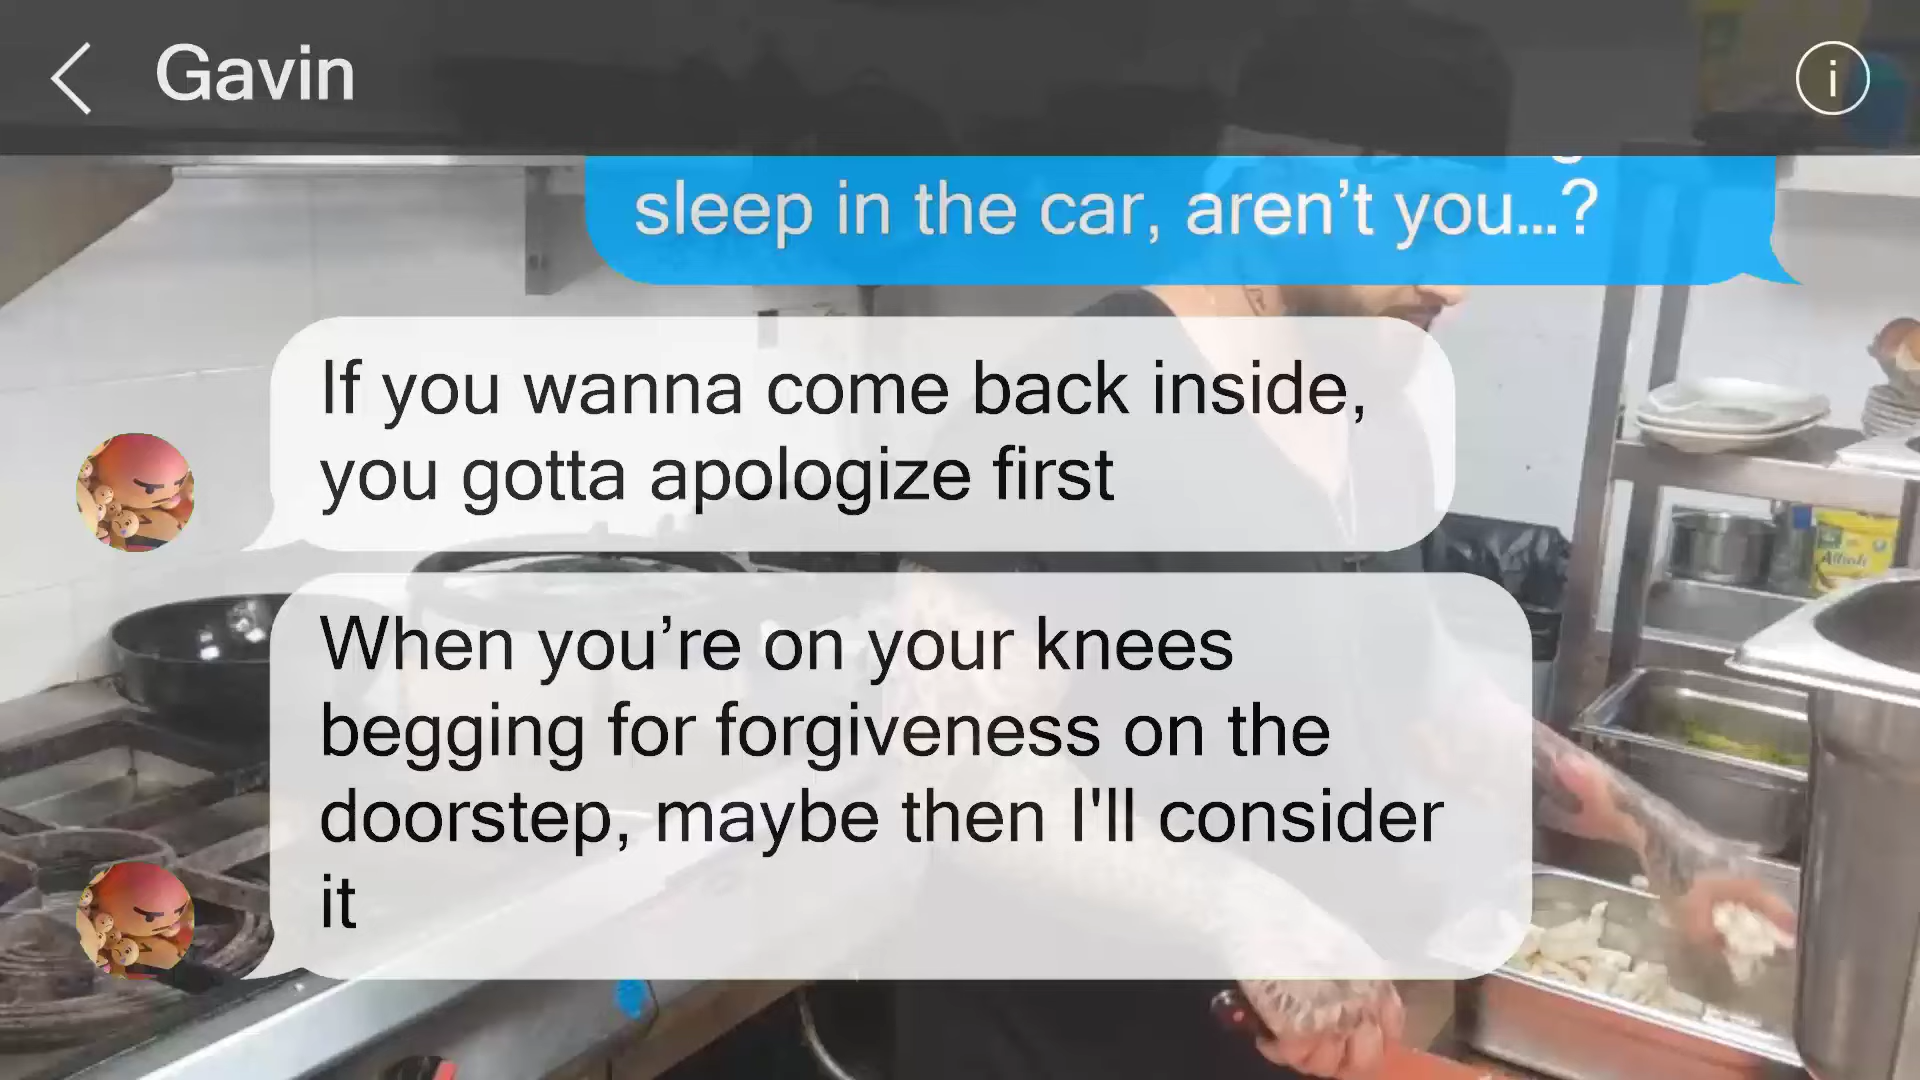 Gavin
i
sleep in the car, aren’t you...?
If you wanna come back inside,
you gotta apologize first
When you’re on your knees
begging for forgiveness on the
doorstep, maybe then I'll consider
it